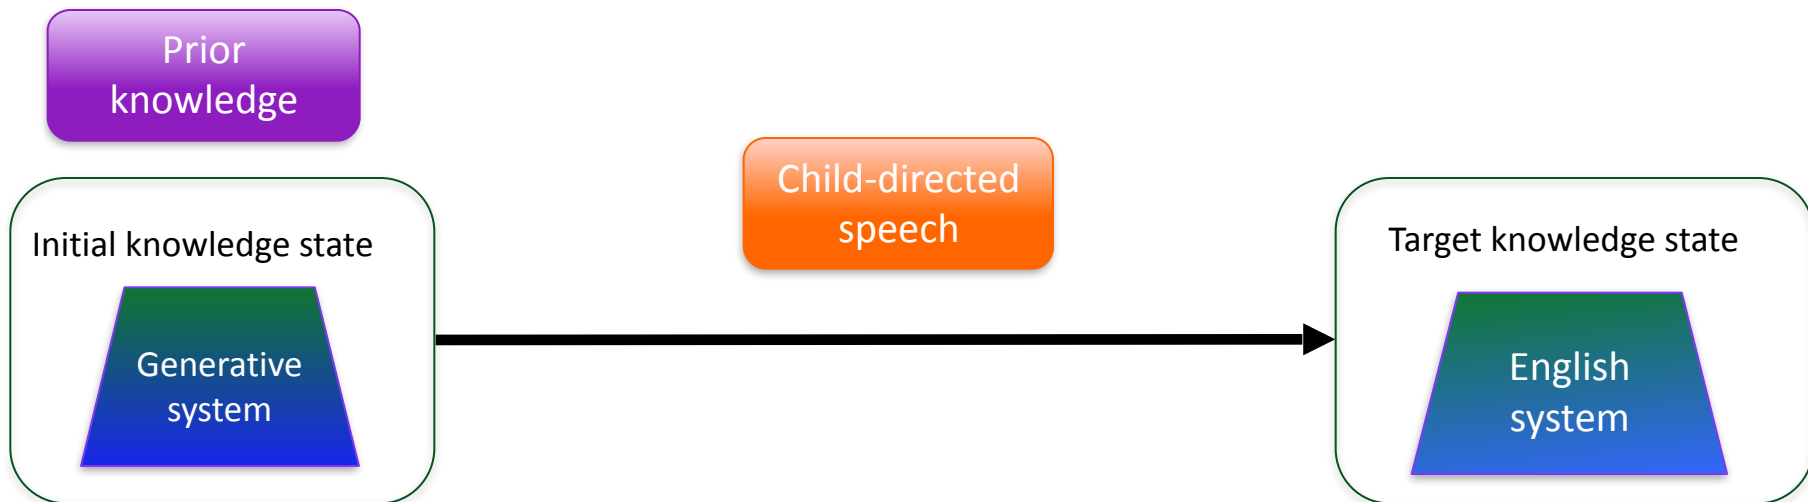 Prior
knowledge
Child-directed
speech
Initial knowledge state
Generative
system
Target knowledge state
English
system